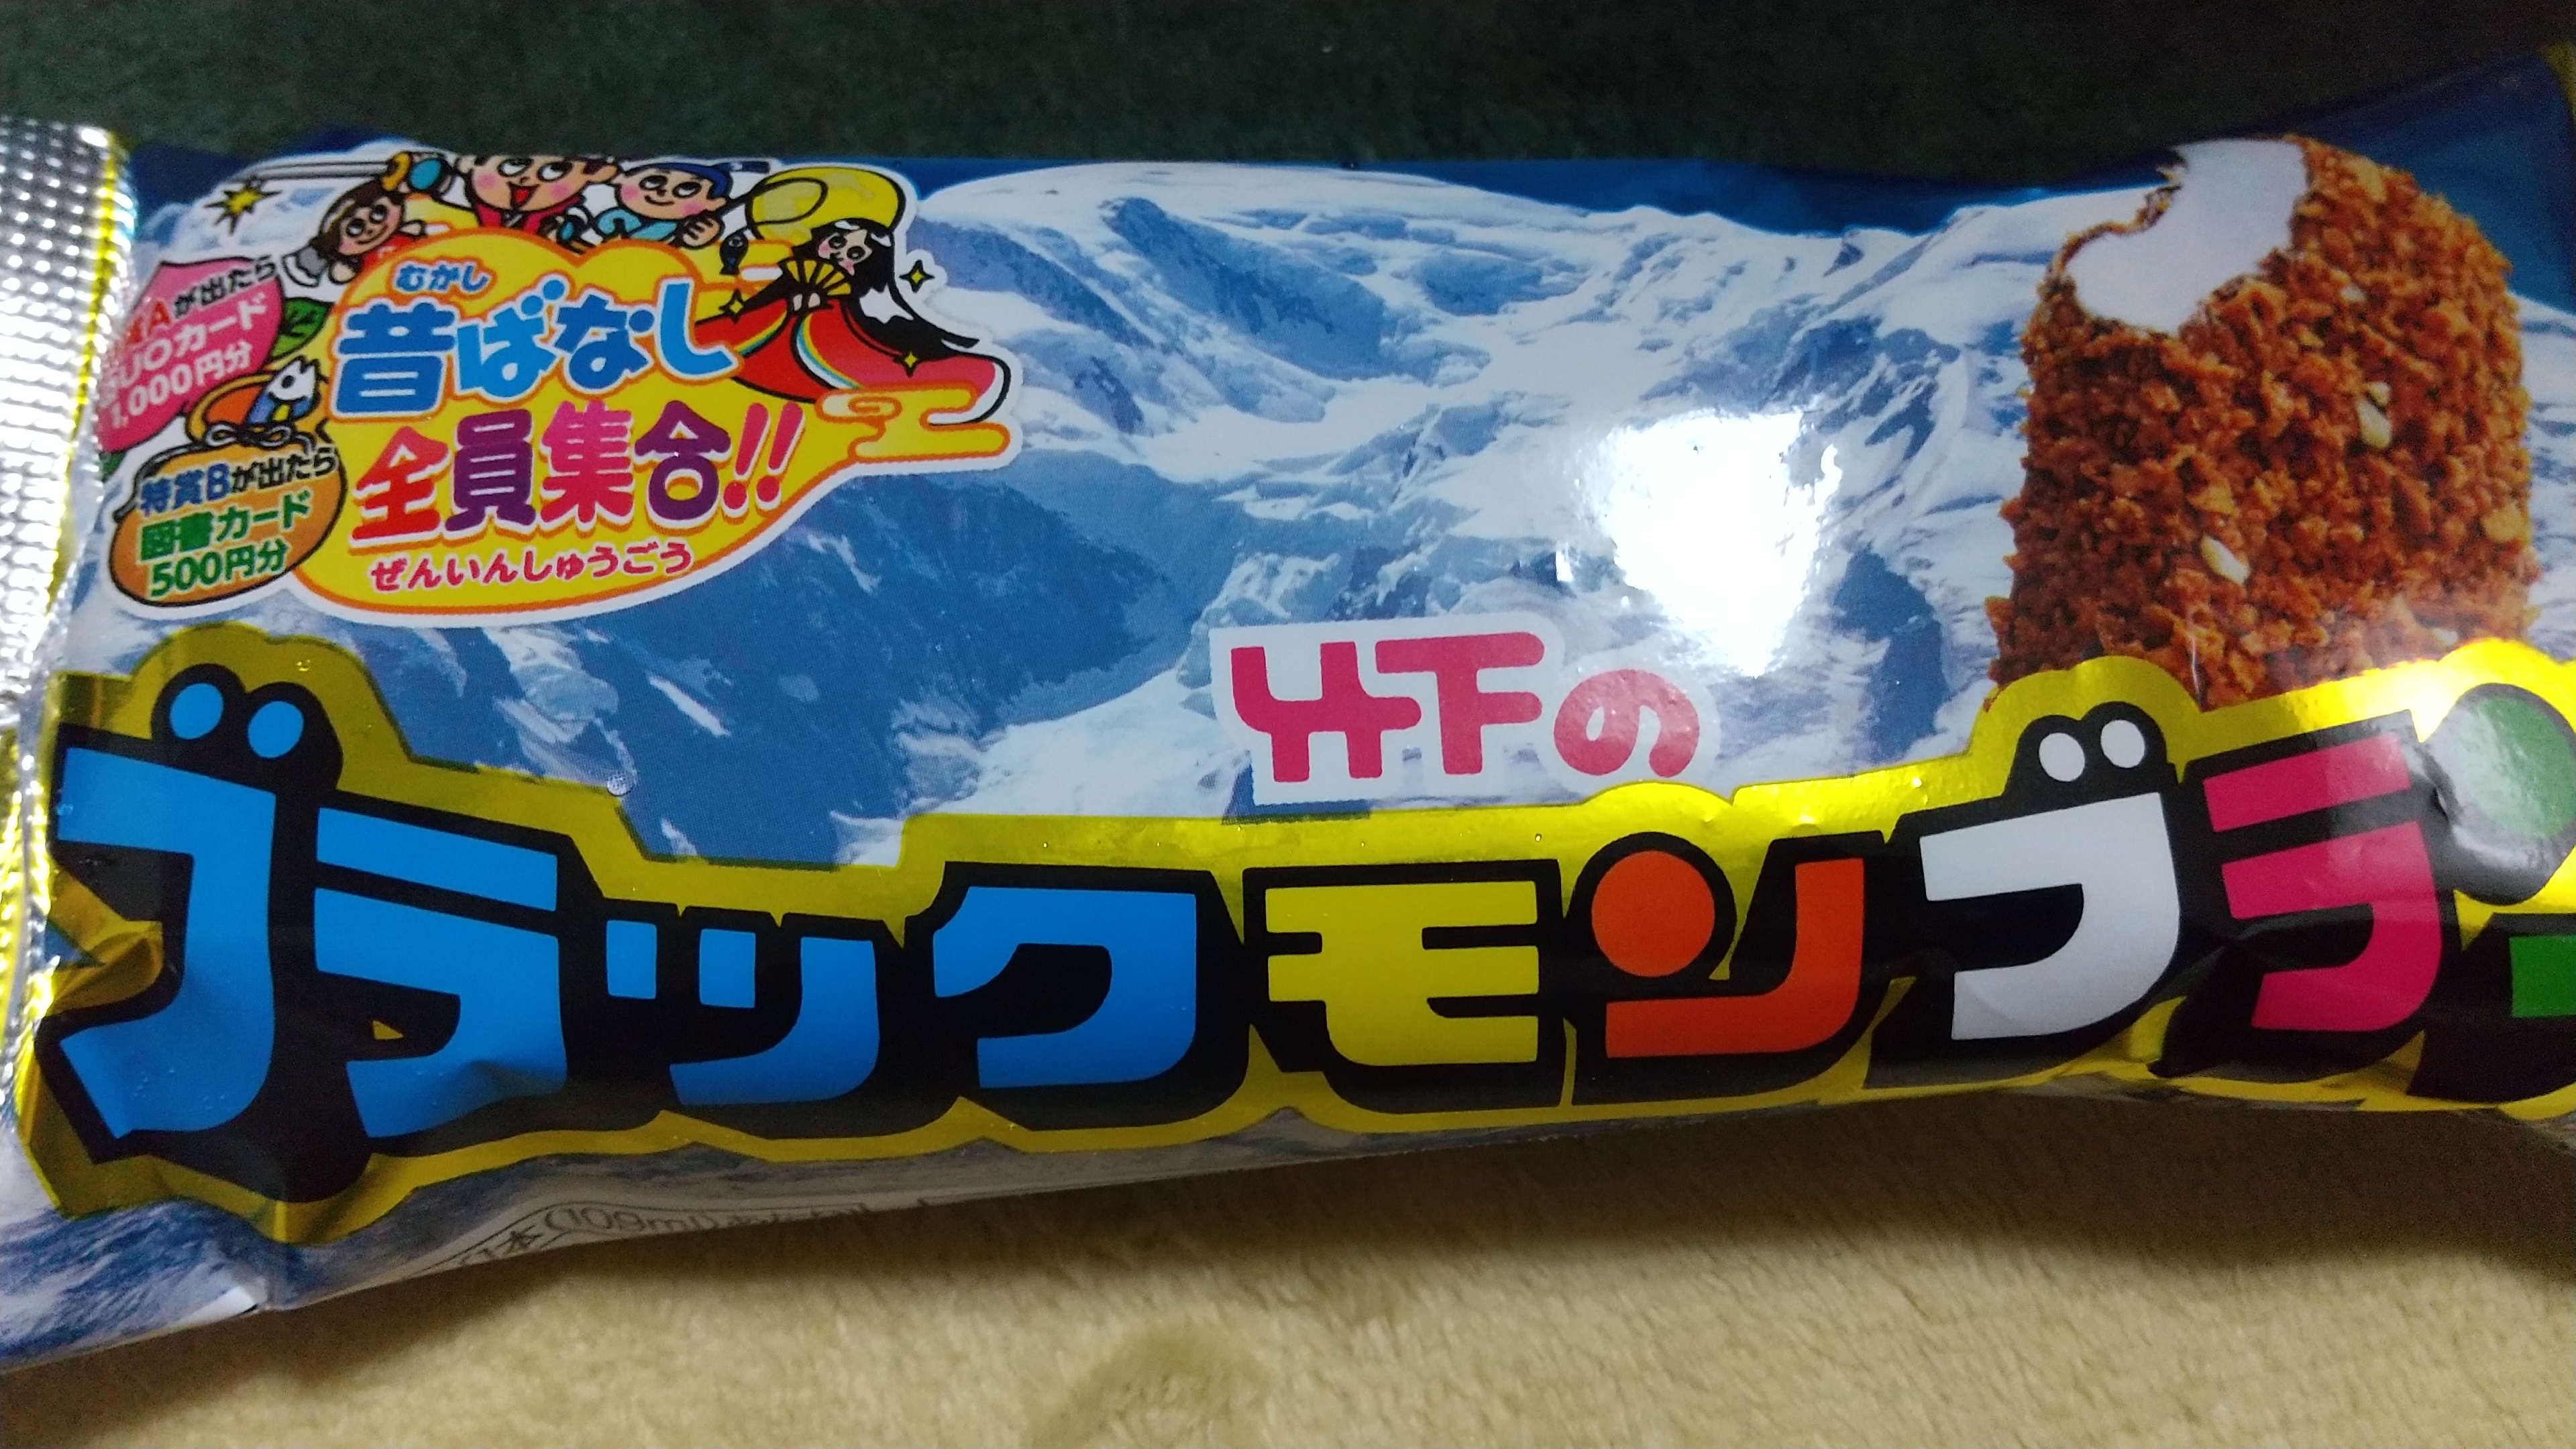 が出たら
QUOカード
1,000円分
特賞Bが出たら
図書カード
500円分
むかし
昔ばなし
全員集合!!
ぜんいんしゅうごう
竹下の
ブラックモンブラン